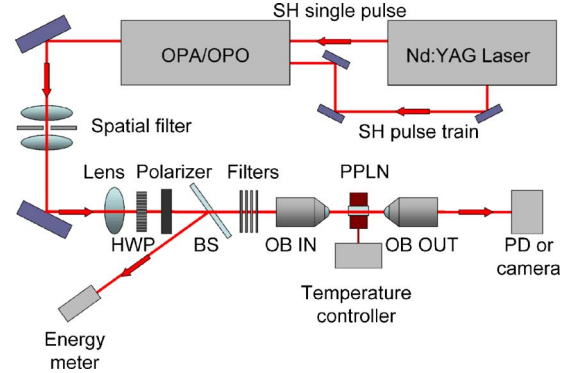 SH single pulse
OPA/OPO
Nd:YAG Laser
SH pulse train
Spatial filter
Lens
Polarizer
Filters
PPLN
HWP
BS
OB IN
OB OUT
PD or
camera
Temperature
controller
Energy
meter